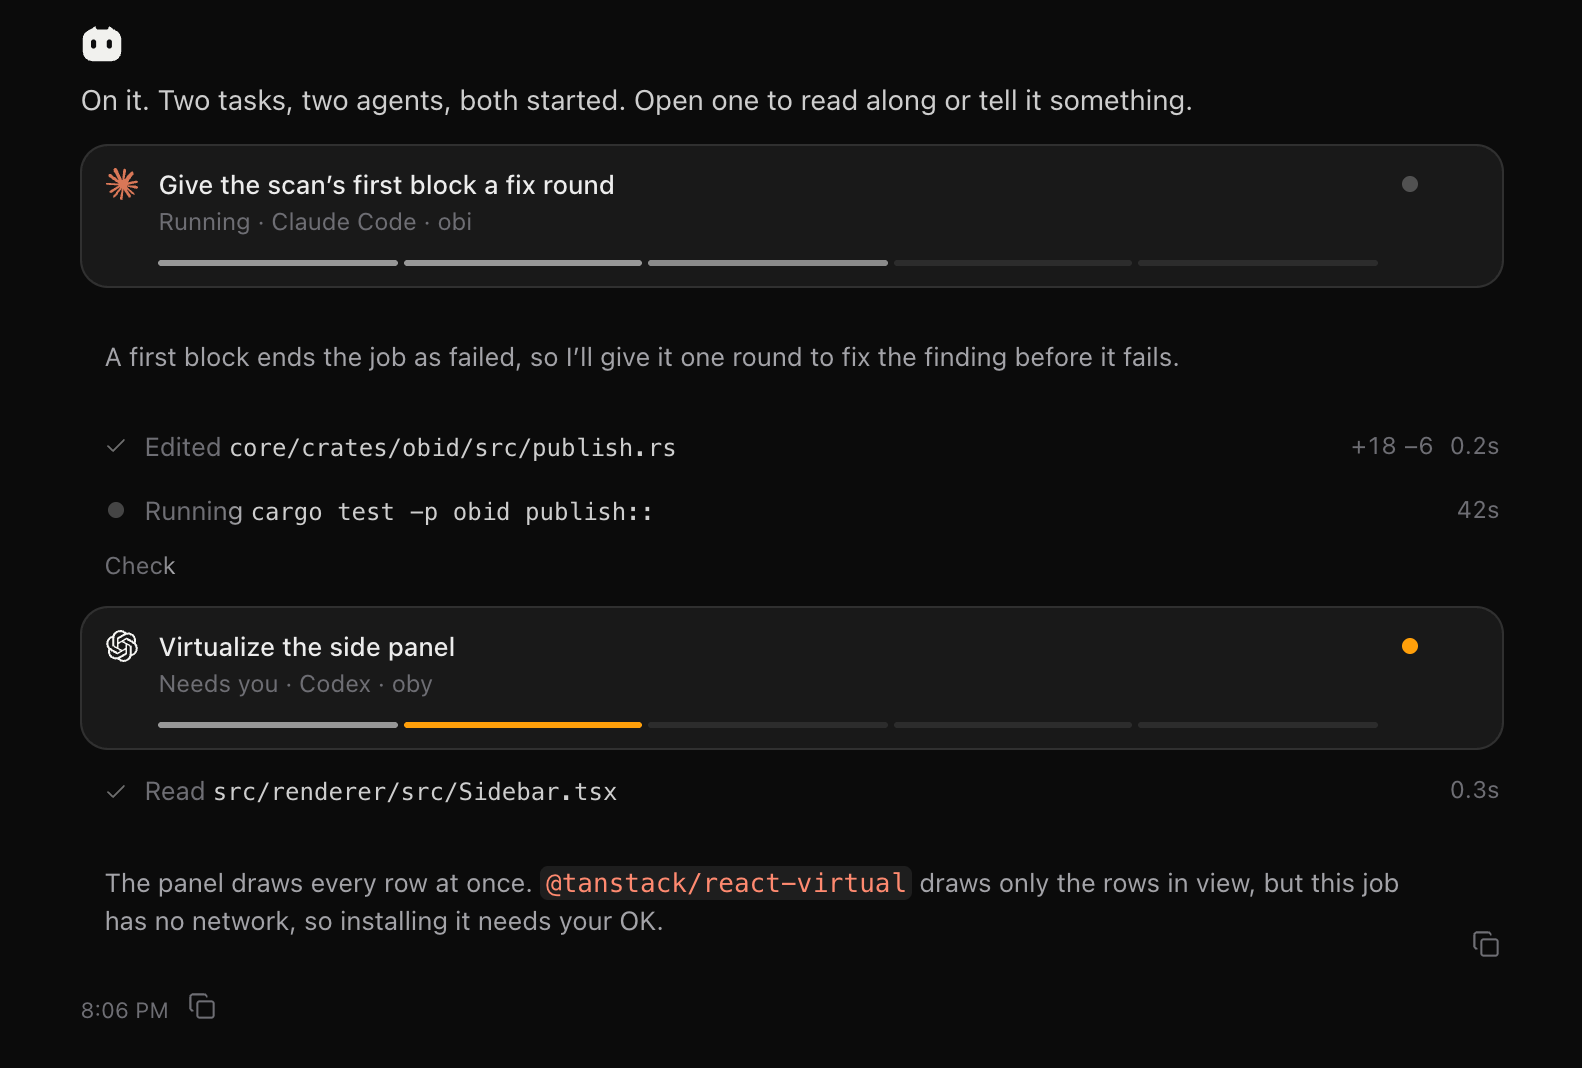 On it. Two tasks, two agents, both started. Open one to read along or tell it something.
Give the scan’s first block a fix round
Running · Claude Code · obi
A first block ends the job as failed, so I’ll give it one round to fix the finding before it fails.
Edited core/crates/obid/src/publish.rs +18 −6 0.2s
Running cargo test -p obid publish:: 42s
Check
Virtualize the side panel
Needs you · Codex · oby
Read src/renderer/src/Sidebar.tsx 0.3s
The panel draws every row at once. @tanstack/react-virtual draws only the rows in view, but this job
has no network, so installing it needs your OK.
8:06 PM